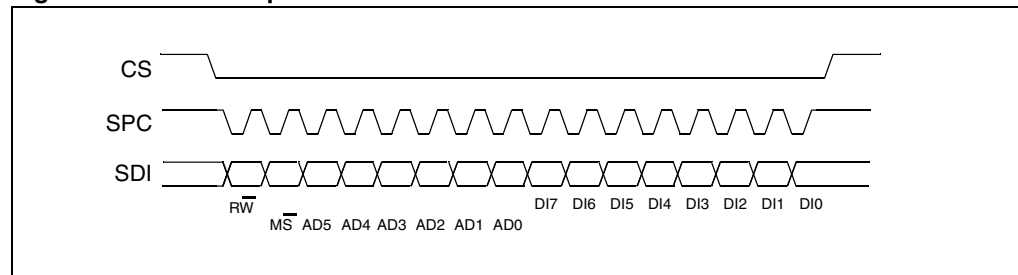 CS
SPC
SDI
RW DI7 DI6 DI5 DI4 DI3 DI2 DI1 DI0
MS AD5 AD4 AD3 AD2 AD1 AD0